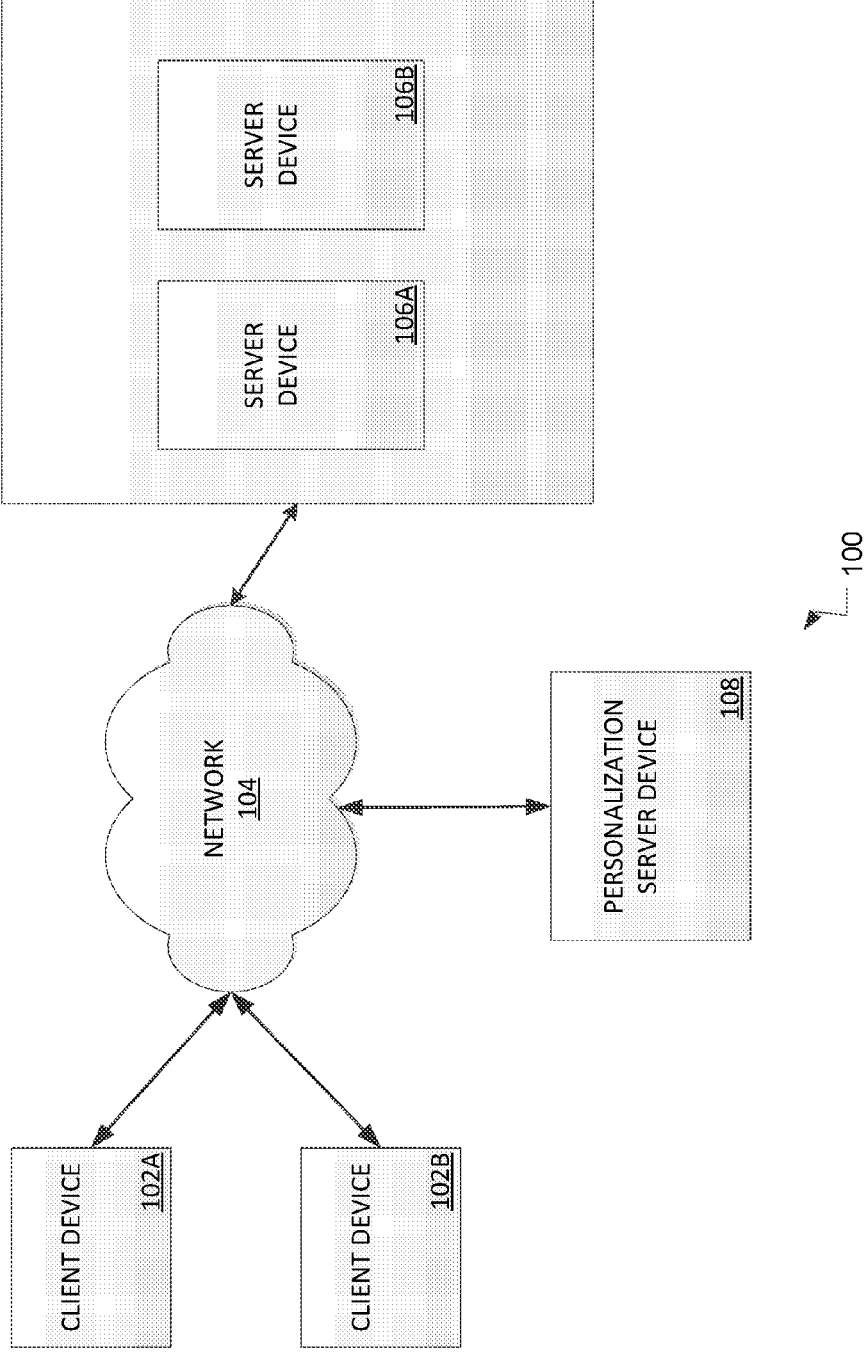 CLIENT DEVICE
102A
CLIENT DEVICE
102B
NETWORK
104
PERSONALIZATION
SERVER DEVICE
108
SERVER
DEVICE
106A
SERVER
DEVICE
106B
100